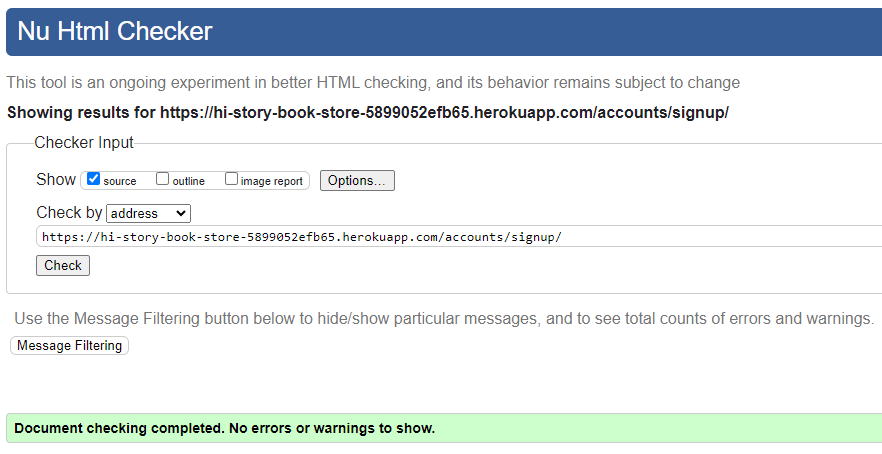 Nu Html Checker
This tool is an ongoing experiment in better HTML checking, and its behavior remains subject to change
Showing results for https://hi-story-book-store-5899052efb65.herokuapp.com/accounts/signup/
Checker Input
Show source outline image report Options...
Check by address
https://hi-story-book-store-5899052efb65.herokuapp.com/accounts/signup/
Check
Use the Message Filtering button below to hide/show particular messages, and to see total counts of errors and warnings.
Message Filtering
Document checking completed. No errors or warnings to show.